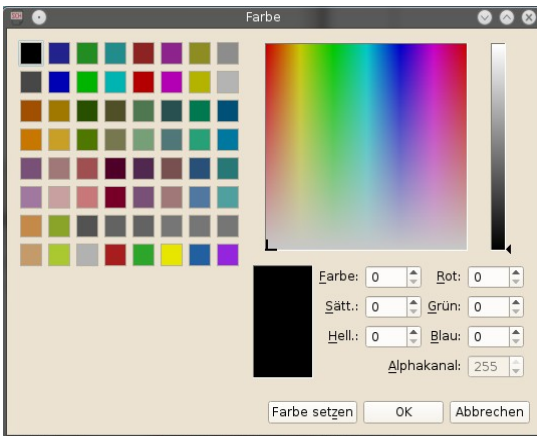 Farbe
Farbe: 0 Rot: 0
Sätt.: 0 Grün: 0
Hell.: 0 Blau: 0
Alphakanal: 255
Farbe setzen OK Abbrechen